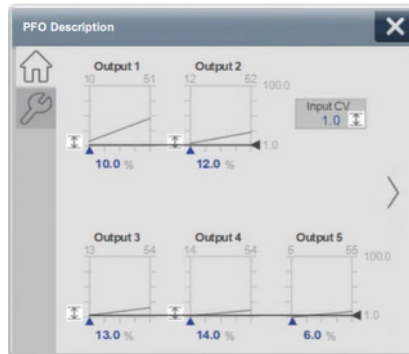 PFO Description
Output 1
Output 2
10 51
12 52
100.0
Input CV
1.0
1.0
10.0 %
12.0 %
Output 3
Output 4
Output 5
13 54
14 54
5 55
100.0
1.0
13.0 %
14.0 %
6.0 %